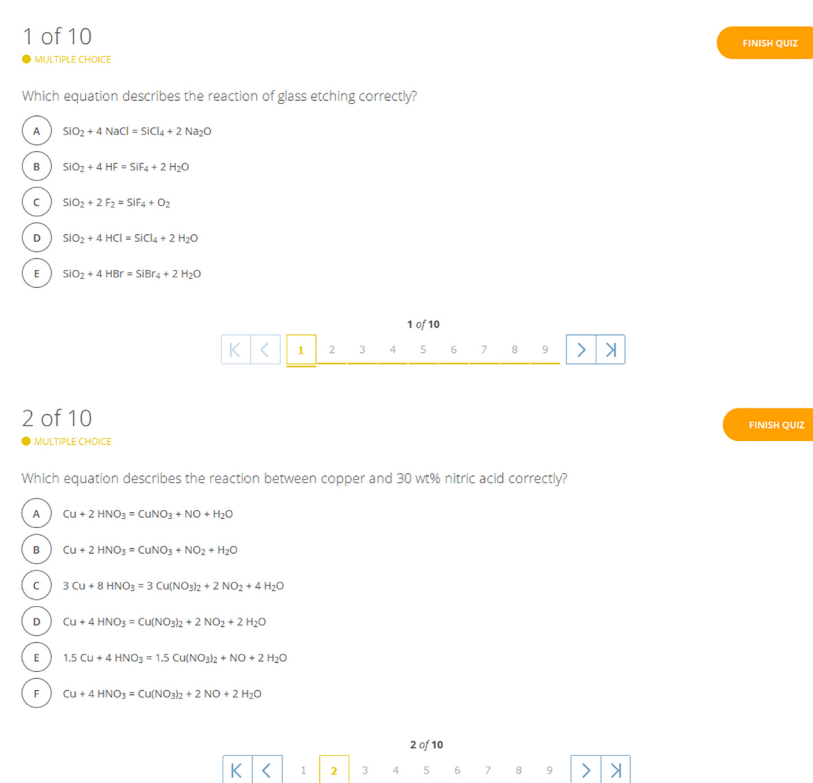 1 of 10
FINISH QUIZ
MULTIPLE CHOICE
Which equation describes the reaction of glass etching correctly?
A SiO₂ + 4 NaCl = SiCl₄ + 2 Na₂O
B SiO₂ + 4 HF = SiF₄ + 2 H₂O
C SiO₂ + 2 F₂ = SiF₄ + O₂
D SiO₂ + 4 HCl = SiCl₄ + 2 H₂O
E SiO₂ + 4 HBr = SiBr₄ + 2 H₂O
1 of 10
1 2 3 4 5 6 7 8 9
2 of 10
FINISH QUIZ
MULTIPLE CHOICE
Which equation describes the reaction between copper and 30 wt% nitric acid correctly?
A Cu + 2 HNO₃ = CuNO₃ + NO + H₂O
B Cu + 2 HNO₃ = CuNO₃ + NO₂ + H₂O
C 3 Cu + 8 HNO₃ = 3 Cu(NO₃)₂ + 2 NO₂ + 4 H₂O
D Cu + 4 HNO₃ = Cu(NO₃)₂ + 2 NO₂ + 2 H₂O
E 1.5 Cu + 4 HNO₃ = 1.5 Cu(NO₃)₂ + NO + 2 H₂O
F Cu + 4 HNO₃ = Cu(NO₃)₂ + 2 NO + 2 H₂O
2 of 10
1 2 3 4 5 6 7 8 9